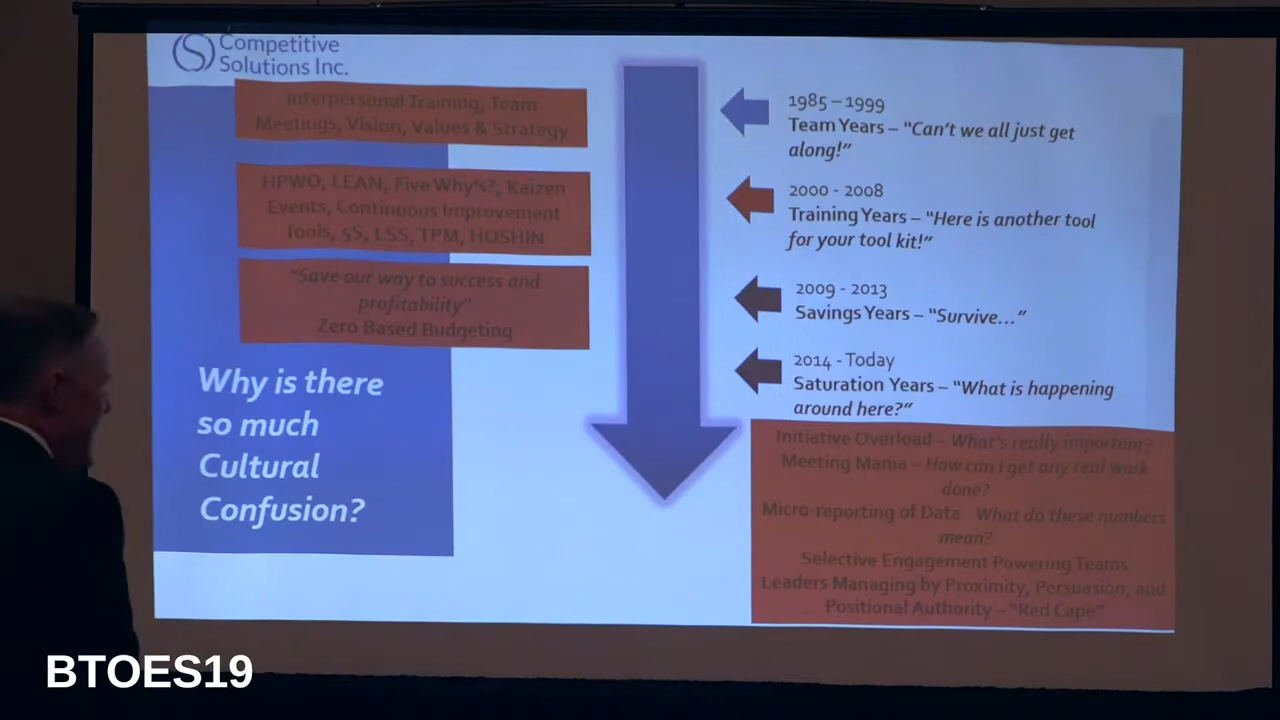 Competitive
Solutions Inc.
Interpersonal Training, Team
Meetings, Vision, Values & Strategy
HPWO, LEAN, Five Why's?, Kaizen
Events, Continuous Improvement
Tools, 5S, LSS, TPM, HOSHIN
"Save our way to success and
profitability"
Zero Based Budgeting
Why is there
so much
Cultural
Confusion?
1985 – 1999
Team Years – "Can't we all just get
along!"
2000 - 2008
Training Years – "Here is another tool
for your tool kit!"
2009 - 2013
Savings Years – "Survive..."
2014 - Today
Saturation Years – "What is happening
around here?"
Initiative Overload – What's really important?
Meeting Mania – How can I get any real work
done?
Micro-reporting of Data What do these numbers
mean?
Selective Engagement Powering Teams
Leaders Managing by Proximity, Persuasion, and
Positional Authority – "Red Cape"
BTOES19